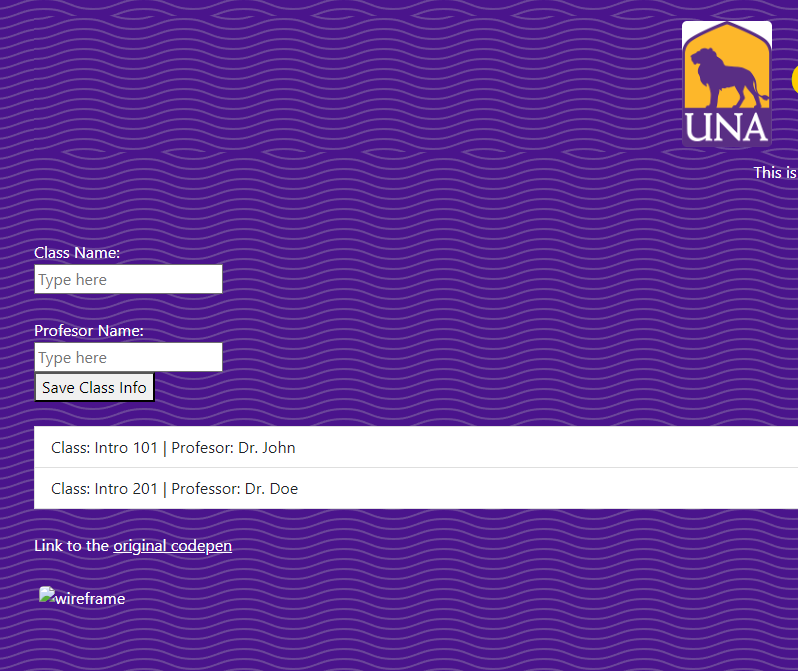 UNA
This is
Class Name:
Type here
Profesor Name:
Type here
Save Class Info
Class: Intro 101 | Profesor: Dr. John
Class: Intro 201 | Professor: Dr. Doe
Link to the original codepen
wireframe